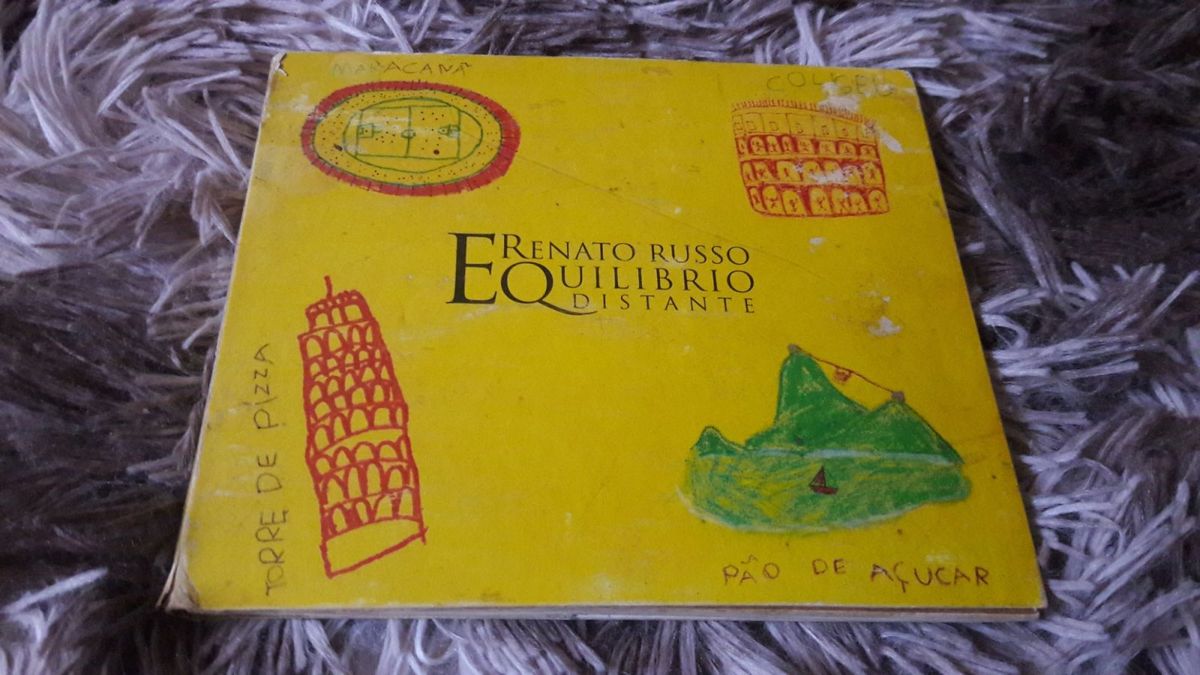 MARACANÃ
COLISEU
RENATO RUSSO
EQUILIBRIO
DISTANTE
TORRE DE PIZZA
PÃO DE AÇUCAR